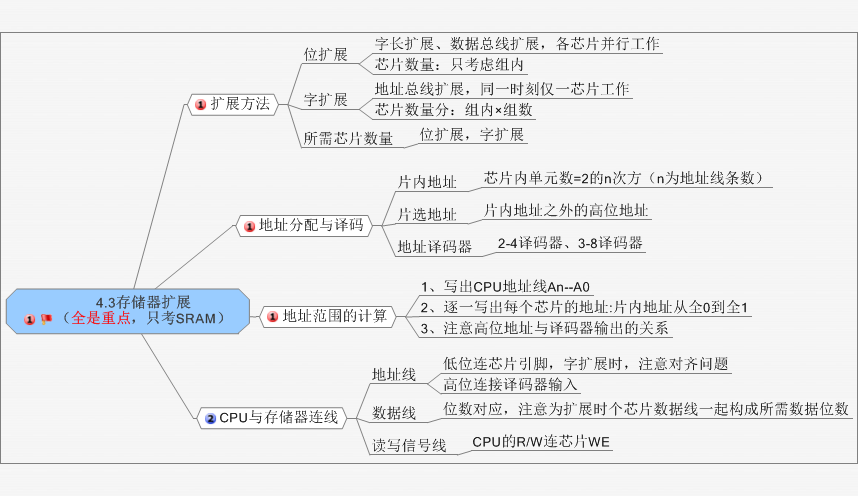 扩展方法
位扩展
字长扩展、数据总线扩展，各芯片并行工作
芯片数量：只考虑组内
字扩展
地址总线扩展，同一时刻仅一芯片工作
芯片数量分：组内×组数
所需芯片数量
位扩展，字扩展
地址分配与译码
片内地址
芯片内单元数=2的n次方（n为地址线条数）
片选地址
片内地址之外的高位地址
地址译码器
2-4译码器、3-8译码器
4.3存储器扩展
（全是重点，只考SRAM）
地址范围的计算
1、写出CPU地址线An--A0
2、逐一写出每个芯片的地址:片内地址从全0到全1
3、注意高位地址与译码器输出的关系
CPU与存储器连线
地址线
低位连芯片引脚，字扩展时，注意对齐问题
高位连接译码器输入
数据线
位数对应，注意为扩展时个芯片数据线一起构成所需数据位数
读写信号线
CPU的R/W连芯片WE